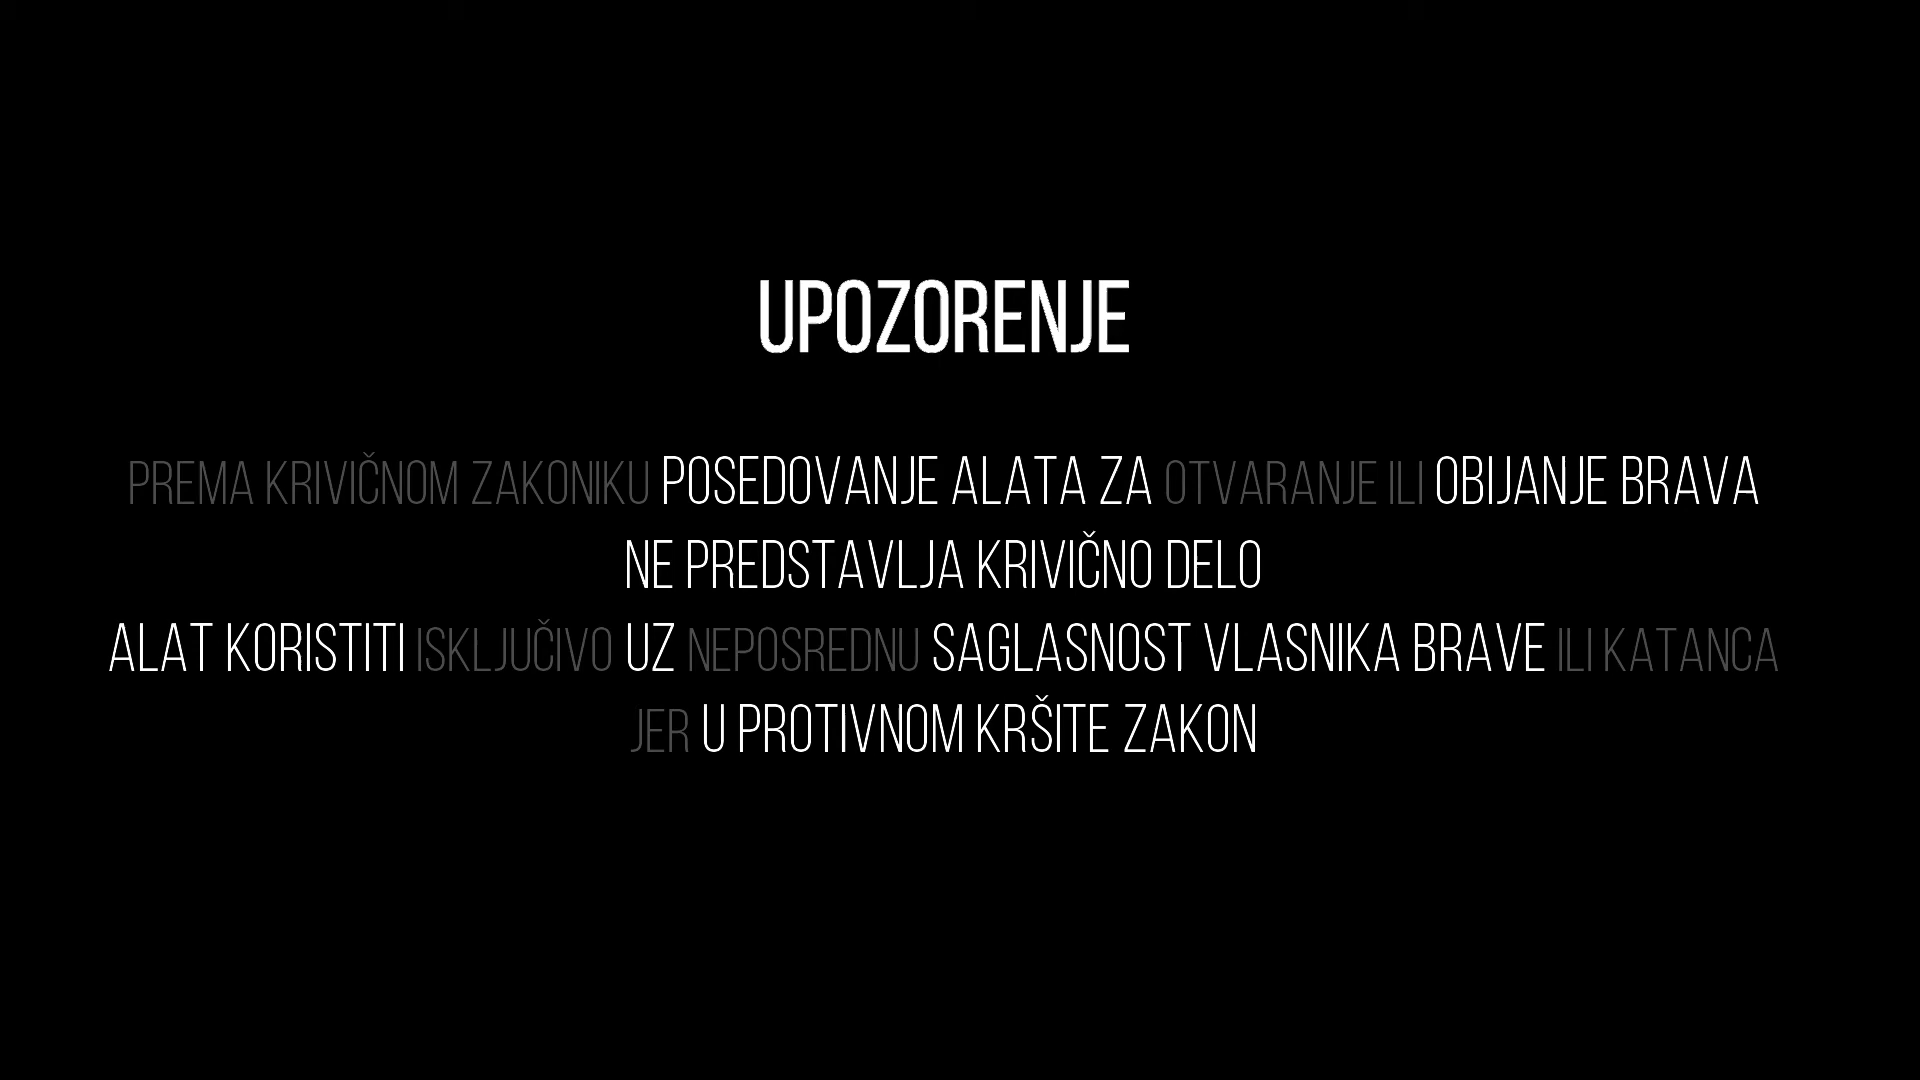 UPOZORENJE
PREMA KRIVIČNOM ZAKONIKU POSEDOVANJE ALATA ZA OTVARANJE ILI OBIJANJE BRAVA
NE PREDSTAVLJA KRIVIČNO DELO
ALAT KORISTITI ISKLJUČIVO UZ NEPOSREDNU SAGLASNOST VLASNIKA BRAVE ILI KATANCA
JER U PROTIVNOM KRŠITE ZAKON